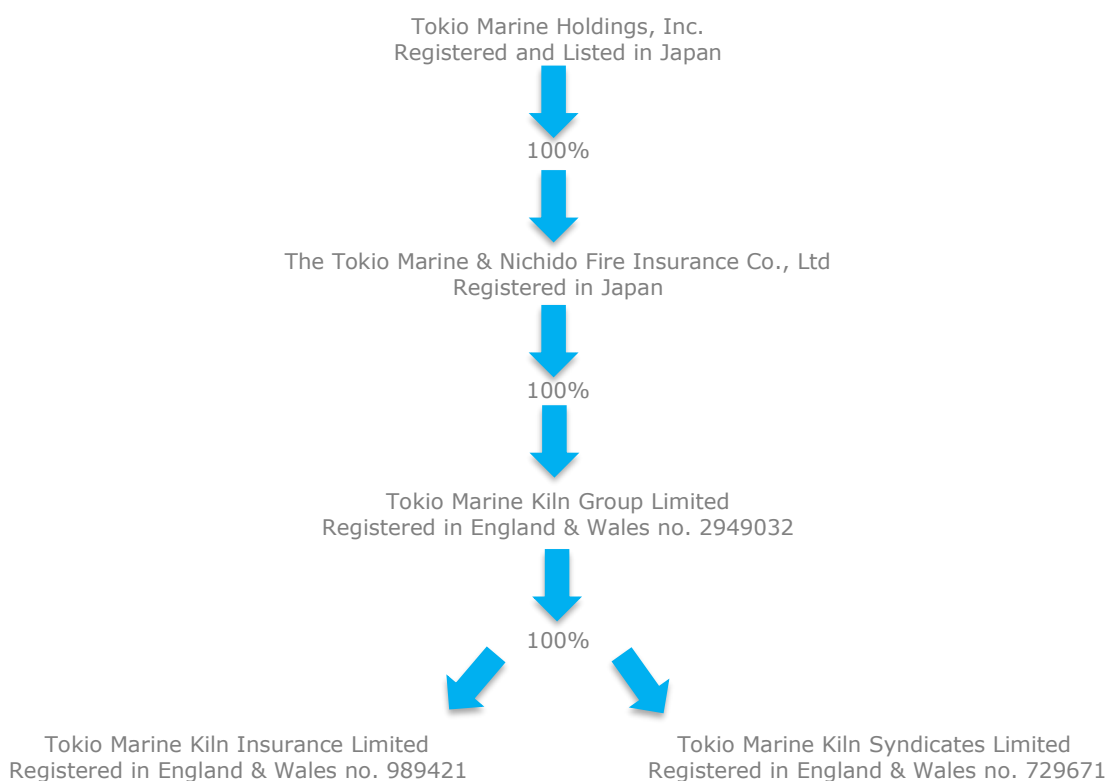 Tokio Marine Holdings, Inc.
Registered and Listed in Japan
100%
The Tokio Marine & Nichido Fire Insurance Co., Ltd
Registered in Japan
100%
Tokio Marine Kiln Group Limited
Registered in England & Wales no. 2949032
100%
Tokio Marine Kiln Insurance Limited
Registered in England & Wales no. 989421
Tokio Marine Kiln Syndicates Limited
Registered in England & Wales no. 729671